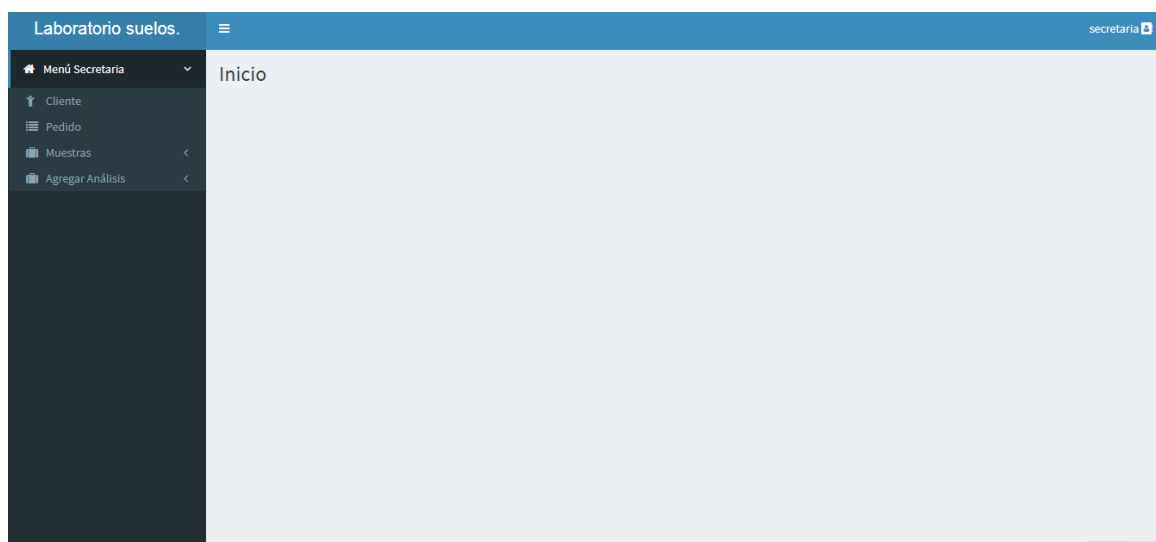 Laboratorio suelos.
secretaria
Menú Secretaria
Inicio
Cliente
Pedido
Muestras
Agregar Análisis